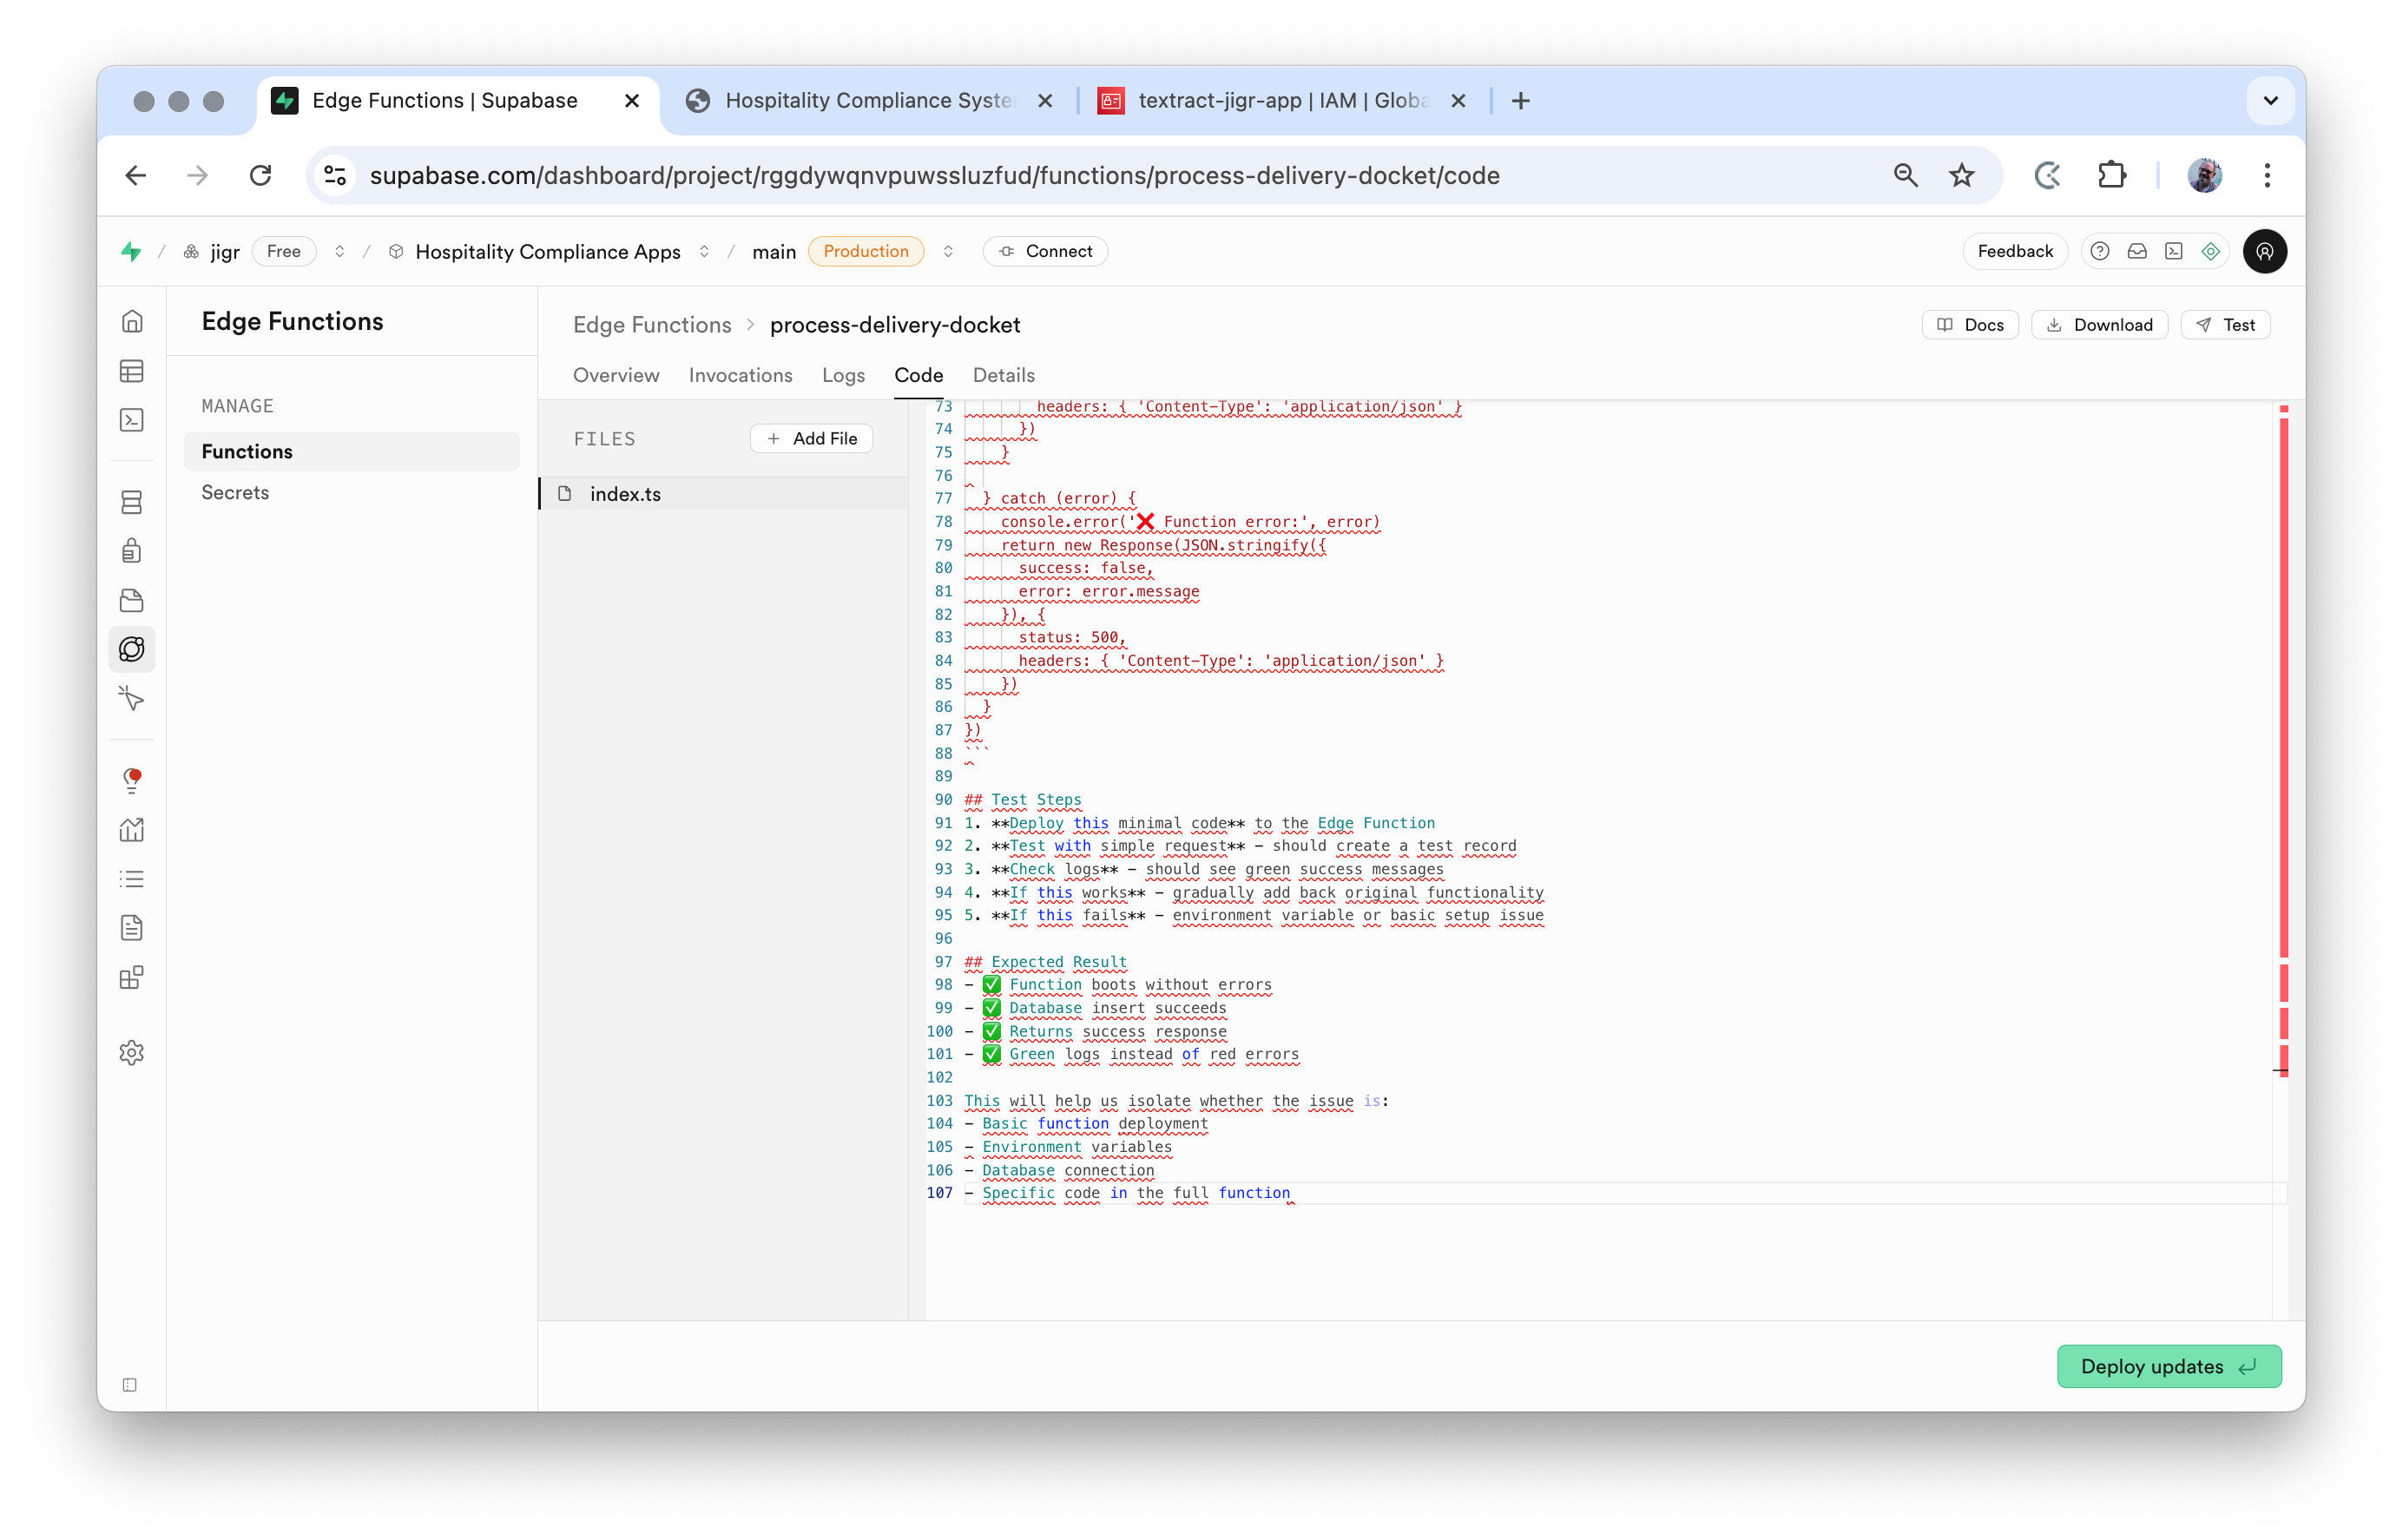 Edge Functions | Supabase
Hospitality Compliance Syste
textract-jigr-app | IAM | Globa
supabase.com/dashboard/project/rggdywqnvpuwssluzfud/functions/process-delivery-docket/code
/ jigr Free / Hospitality Compliance Apps / main Production Connect
Feedback
Edge Functions
MANAGE
Functions
Secrets
Edge Functions > process-delivery-docket
Docs
Download
Test
Overview Invocations Logs Code Details
FILES
+ Add File
index.ts
73 headers: { 'Content-Type': 'application/json' }
74 })
75 }
76
77 } catch (error) {
78 console.error('❌ Function error:', error)
79 return new Response(JSON.stringify({
80 success: false,
81 error: error.message
82 }), {
83 status: 500,
84 headers: { 'Content-Type': 'application/json' }
85 })
86 }
87 })
88 ```
89
90 ## Test Steps
91 1. **Deploy this minimal code** to the Edge Function
92 2. **Test with simple request** - should create a test record
93 3. **Check logs** - should see green success messages
94 4. **If this works** - gradually add back original functionality
95 5. **If this fails** - environment variable or basic setup issue
96
97 ## Expected Result
98 - ✅ Function boots without errors
99 - ✅ Database insert succeeds
100 - ✅ Returns success response
101 - ✅ Green logs instead of red errors
102
103 This will help us isolate whether the issue is:
104 - Basic function deployment
105 - Environment variables
106 - Database connection
107 - Specific code in the full function
Deploy updates